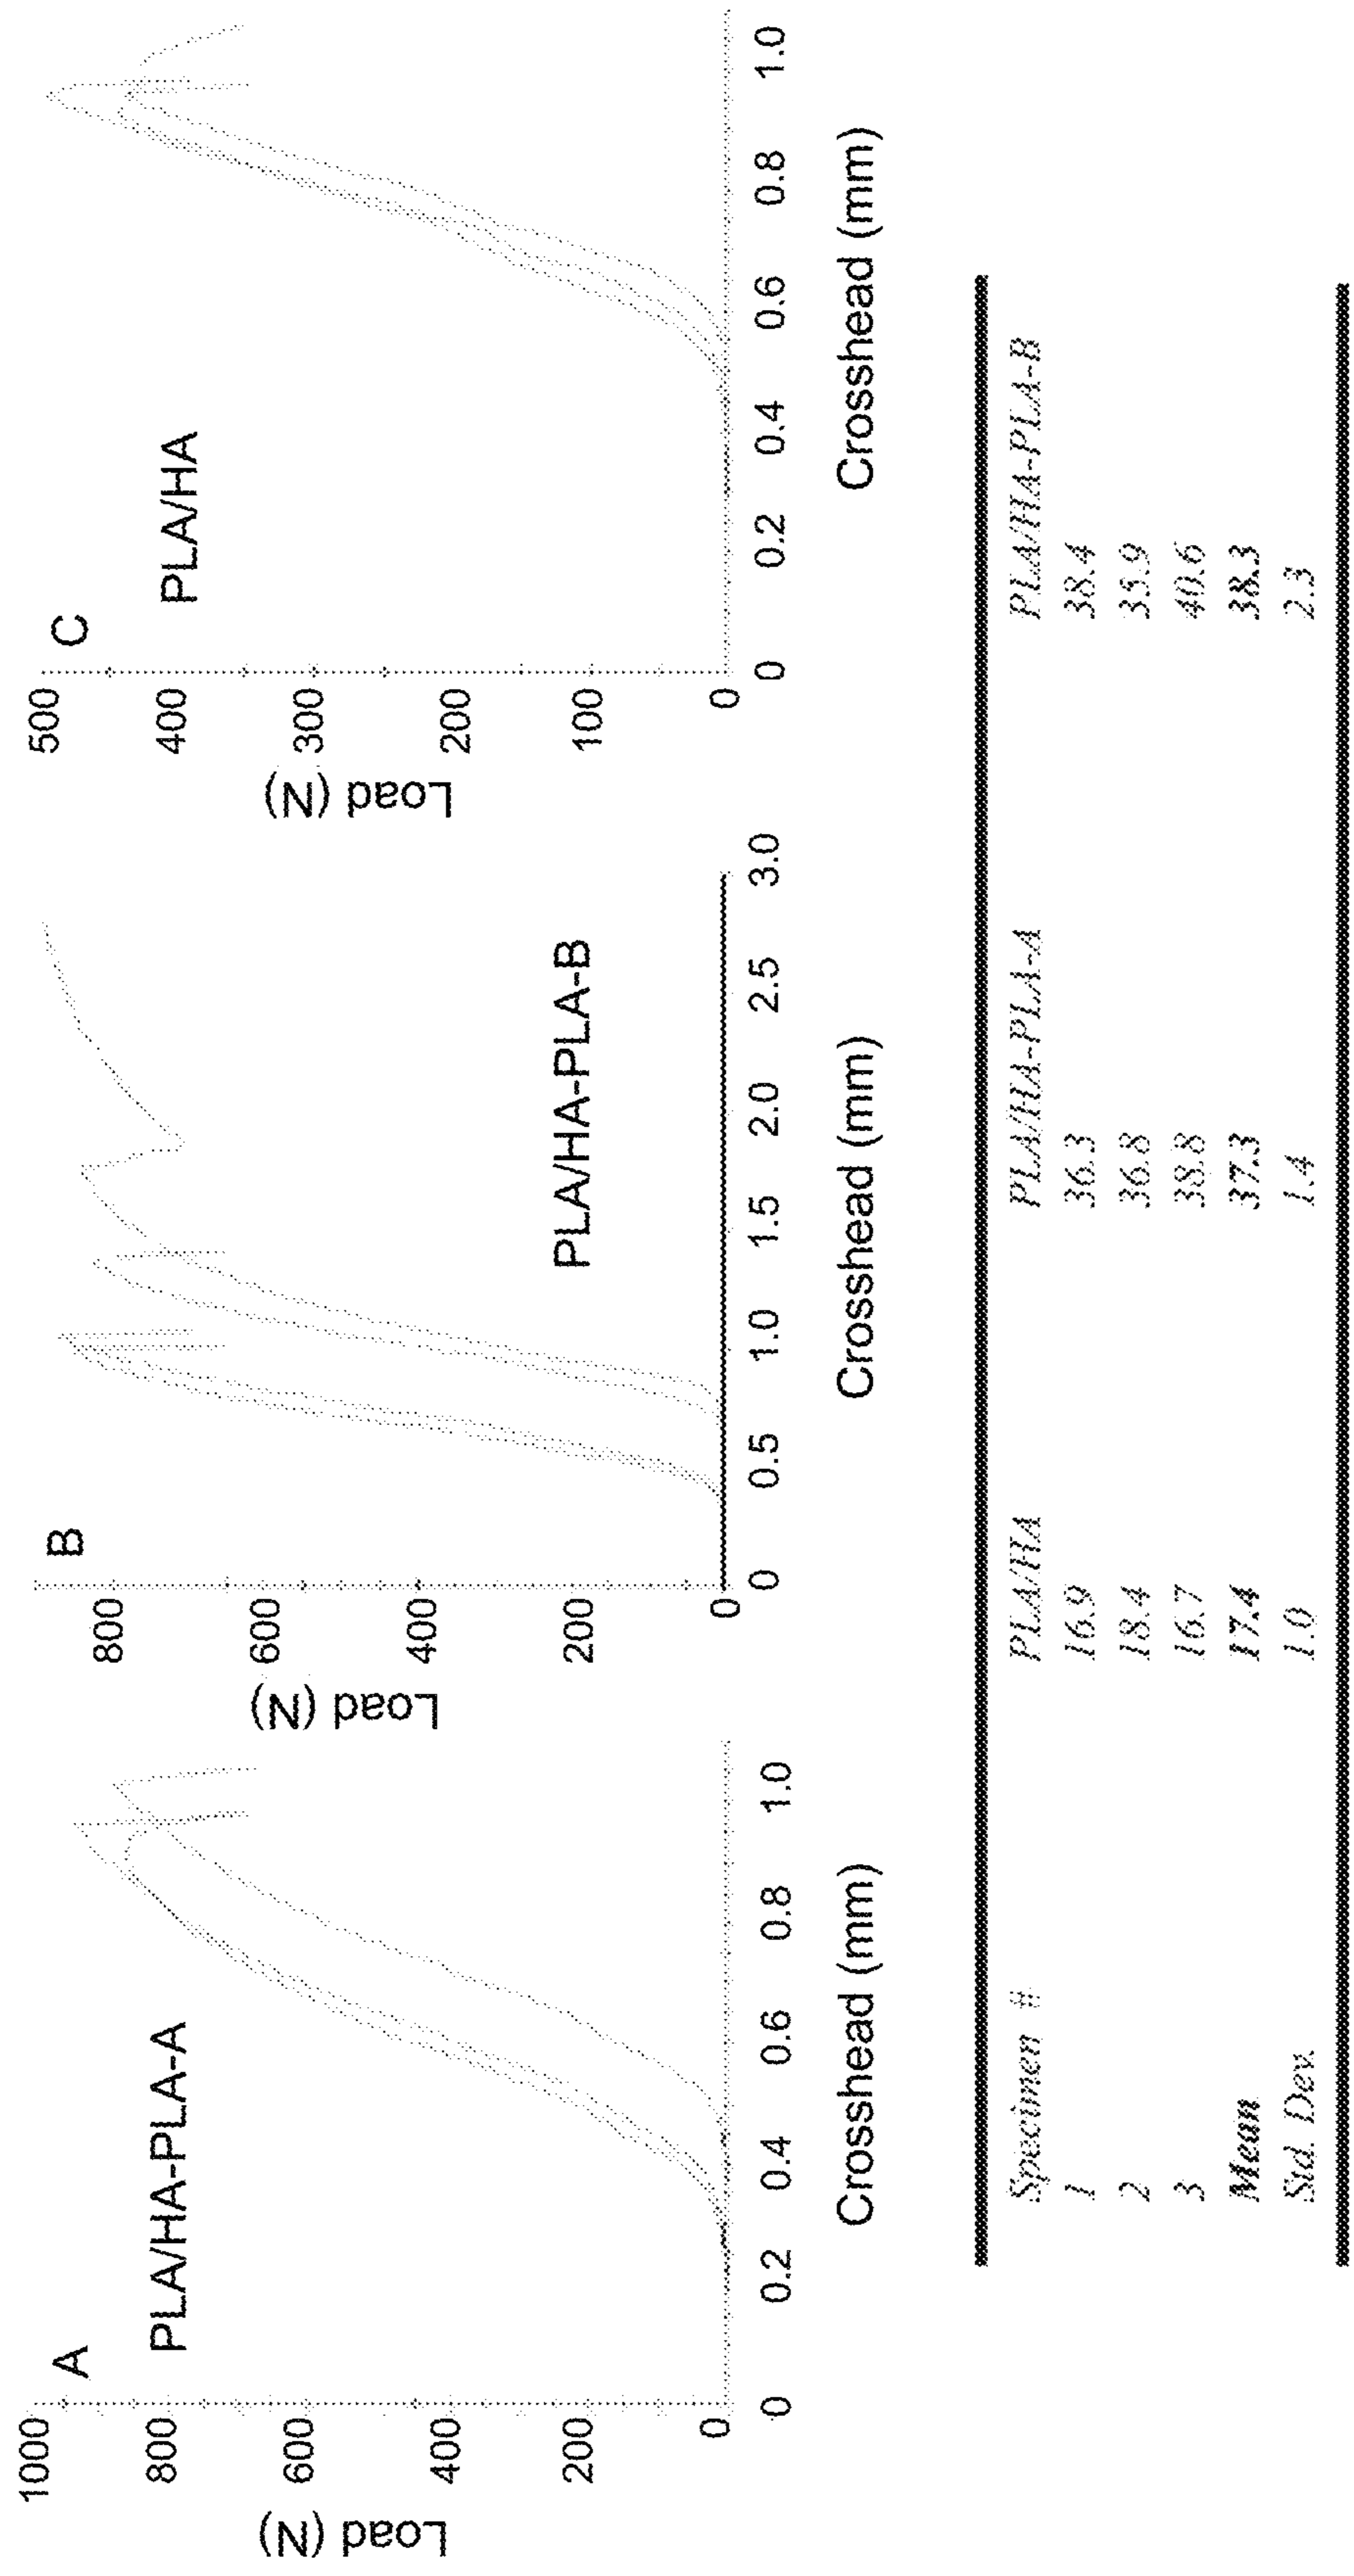 A
PLA/HA-PLA-A
1000
800
600
400
200
0
Load (N)
0 0.2 0.4 0.6 0.8 1.0
Crosshead (mm)
B
PLA/HA-PLA-B
800
600
400
200
0
Load (N)
0 0.5 1.0 1.5 2.0 2.5 3.0
Crosshead (mm)
C
PLA/HA
500
400
300
200
100
0
Load (N)
0 0.2 0.4 0.6 0.8 1.0
Crosshead (mm)
Specimen # PLA/HA PLA/HA-PLA-A PLA/HA-PLA-B
1 16.9 36.3 38.4
2 18.4 36.8 35.9
3 16.7 38.8 40.6
Mean 17.4 37.3 38.3
Std. Dev. 1.0 1.4 2.3